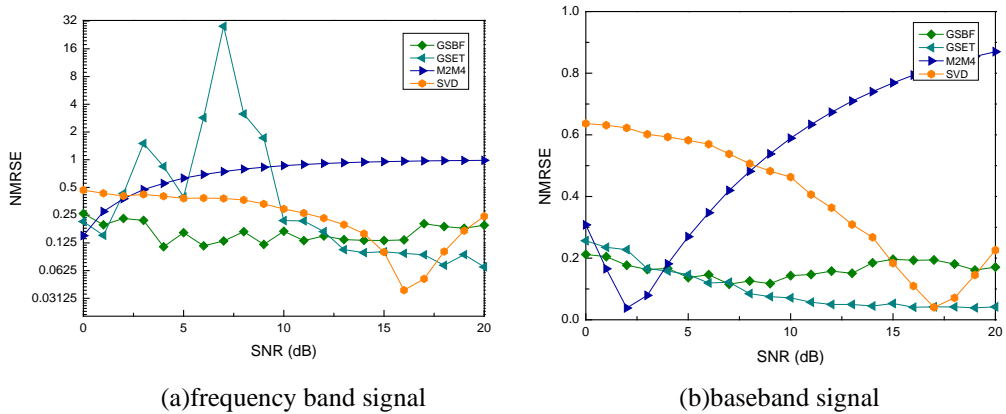 32
16
8
4
2
1
0.5
0.25
0.125
0.0625
0.03125
NMRSE
0 5 10 15 20
SNR (dB)
GSBF
GSET
M2M4
SVD
(a)frequency band signal
1.0
0.8
0.6
0.4
0.2
0.0
NMRSE
0 5 10 15 20
SNR (dB)
GSBF
GSET
M2M4
SVD
(b)baseband signal